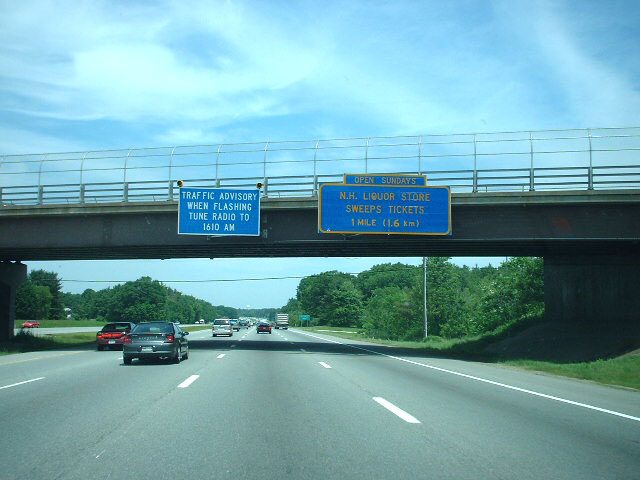 TRAFFIC ADVISORY
WHEN FLASHING
TUNE RADIO TO
1610 AM
OPEN SUNDAYS
N.H. LIQUOR STORE
SWEEPS TICKETS
1 MILE (1.6 km)